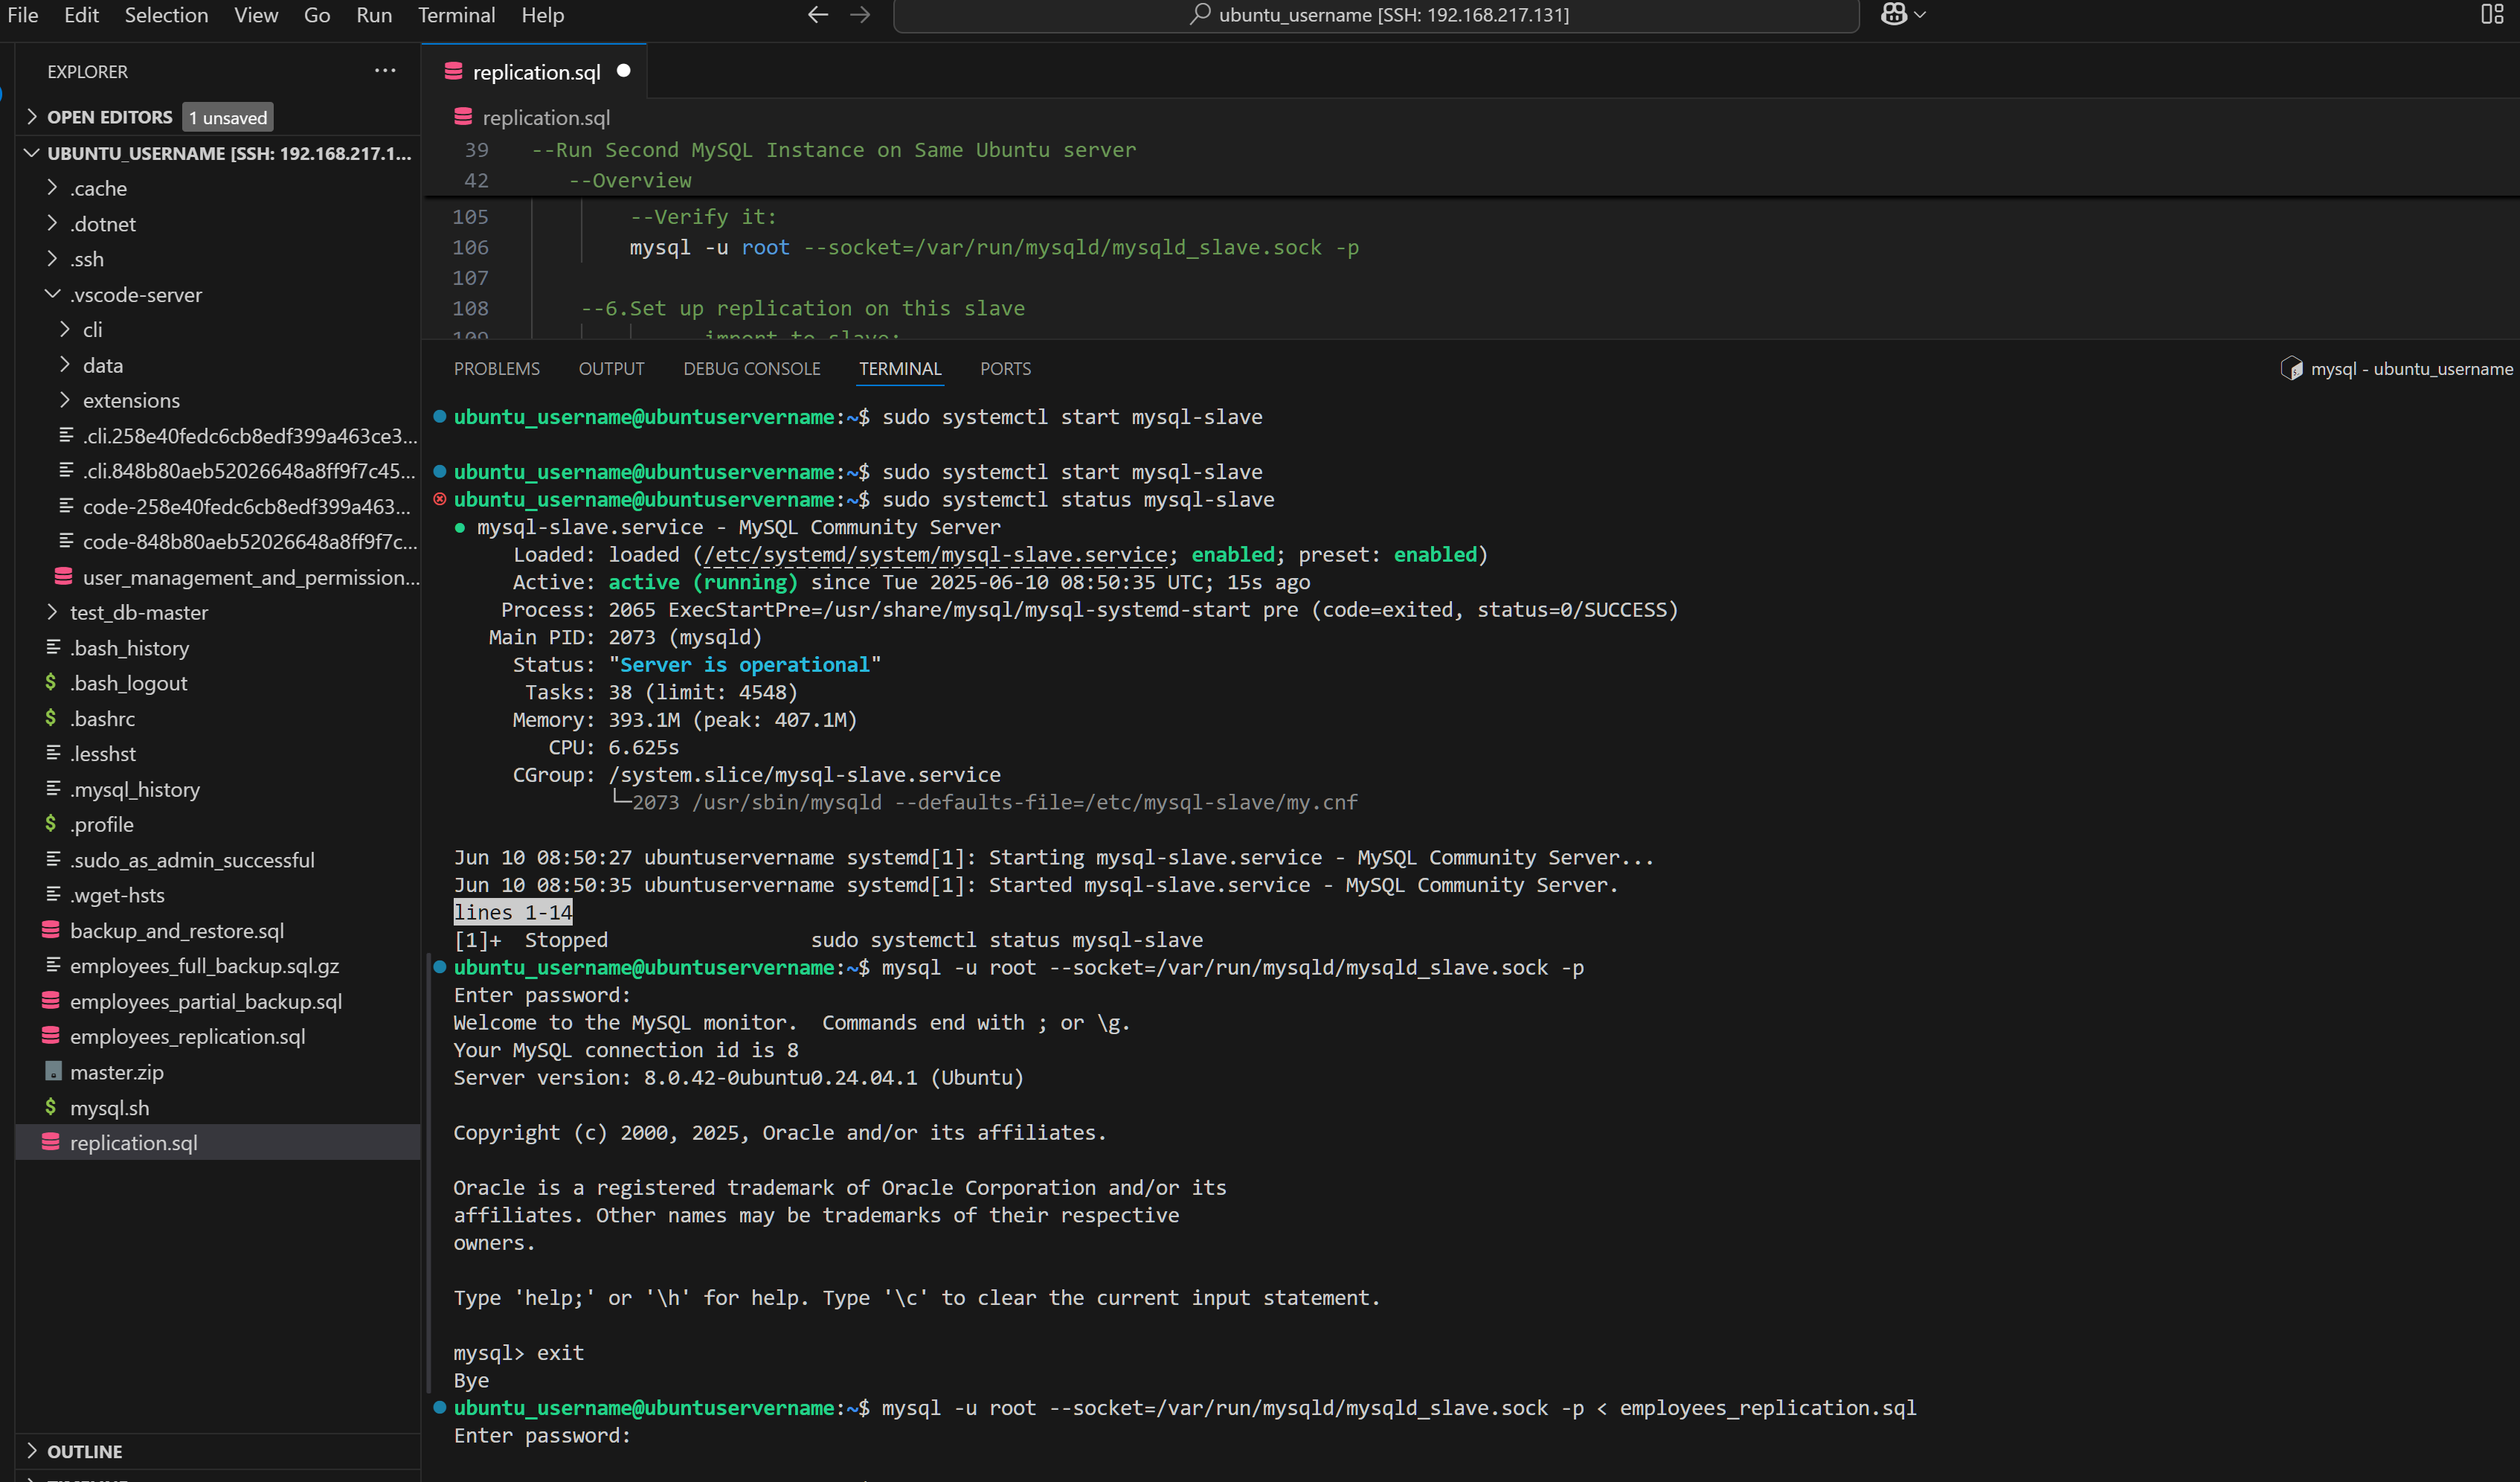 File Edit Selection View Go Run Terminal Help
ubuntu_username [SSH: 192.168.217.131]
EXPLORER
OPEN EDITORS 1 unsaved
UBUNTU_USERNAME [SSH: 192.168.217.1...
.cache
.dotnet
.ssh
.vscode-server
cli
data
extensions
.cli.258e40fedc6cb8edf399a463ce3...
.cli.848b80aeb52026648a8ff9f7c45...
code-258e40fedc6cb8edf399a463...
code-848b80aeb52026648a8ff9f7c...
user_management_and_permission...
test_db-master
.bash_history
.bash_logout
.bashrc
.lesshst
.mysql_history
.profile
.sudo_as_admin_successful
.wget-hsts
backup_and_restore.sql
employees_full_backup.sql.gz
employees_partial_backup.sql
employees_replication.sql
master.zip
mysql.sh
replication.sql
OUTLINE
replication.sql
replication.sql
39 --Run Second MySQL Instance on Same Ubuntu server
42 --Overview
105 --Verify it:
106 mysql -u root --socket=/var/run/mysqld/mysqld_slave.sock -p
107
108 --6.Set up replication on this slave
109 import to slave:
PROBLEMS OUTPUT DEBUG CONSOLE TERMINAL PORTS
mysql - ubuntu_username
ubuntu_username@ubuntuservername:~$ sudo systemctl start mysql-slave
ubuntu_username@ubuntuservername:~$ sudo systemctl start mysql-slave
ubuntu_username@ubuntuservername:~$ sudo systemctl status mysql-slave
● mysql-slave.service - MySQL Community Server
Loaded: loaded (/etc/systemd/system/mysql-slave.service; enabled; preset: enabled)
Active: active (running) since Tue 2025-06-10 08:50:35 UTC; 15s ago
Process: 2065 ExecStartPre=/usr/share/mysql/mysql-systemd-start pre (code=exited, status=0/SUCCESS)
Main PID: 2073 (mysqld)
Status: "Server is operational"
Tasks: 38 (limit: 4548)
Memory: 393.1M (peak: 407.1M)
CPU: 6.625s
CGroup: /system.slice/mysql-slave.service
└─2073 /usr/sbin/mysqld --defaults-file=/etc/mysql-slave/my.cnf
Jun 10 08:50:27 ubuntuservername systemd[1]: Starting mysql-slave.service - MySQL Community Server...
Jun 10 08:50:35 ubuntuservername systemd[1]: Started mysql-slave.service - MySQL Community Server.
lines 1-14
[1]+ Stopped sudo systemctl status mysql-slave
ubuntu_username@ubuntuservername:~$ mysql -u root --socket=/var/run/mysqld/mysqld_slave.sock -p
Enter password:
Welcome to the MySQL monitor. Commands end with ; or \g.
Your MySQL connection id is 8
Server version: 8.0.42-0ubuntu0.24.04.1 (Ubuntu)
Copyright (c) 2000, 2025, Oracle and/or its affiliates.
Oracle is a registered trademark of Oracle Corporation and/or its
affiliates. Other names may be trademarks of their respective
owners.
Type 'help;' or '\h' for help. Type '\c' to clear the current input statement.
mysql> exit
Bye
ubuntu_username@ubuntuservername:~$ mysql -u root --socket=/var/run/mysqld/mysqld_slave.sock -p < employees_replication.sql
Enter password: